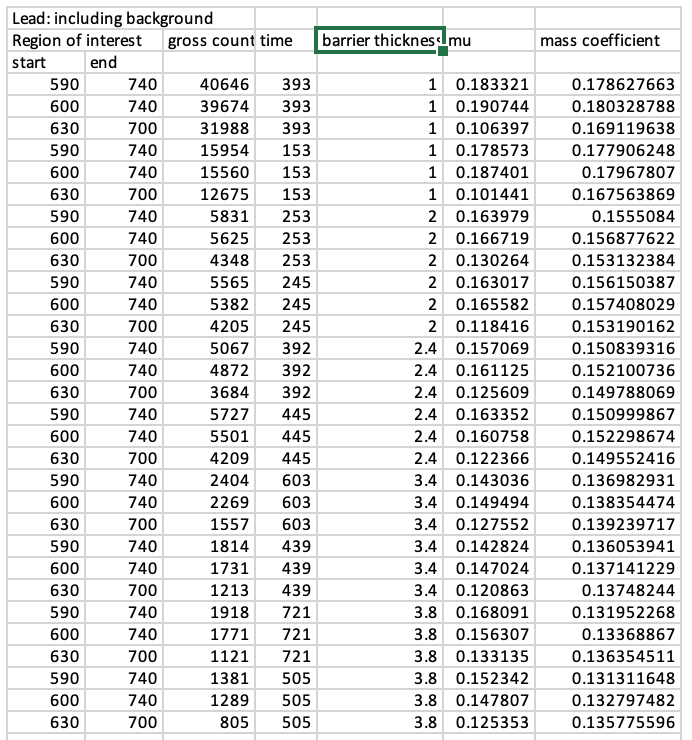 Lead: including background
Region of interest gross count time barrier thicknes mu mass coefficient
start end
590 740 40646 393 1 0.183321 0.178627663
600 740 39674 393 1 0.190744 0.180328788
630 700 31988 393 1 0.106397 0.169119638
590 740 15954 153 1 0.178573 0.177906248
600 740 15560 153 1 0.187401 0.17967807
630 700 12675 153 1 0.101441 0.167563869
590 740 5831 253 2 0.163979 0.1555084
600 740 5625 253 2 0.166719 0.156877622
630 700 4348 253 2 0.130264 0.153132384
590 740 5565 245 2 0.163017 0.156150387
600 740 5382 245 2 0.165582 0.157408029
630 700 4205 245 2 0.118416 0.153190162
590 740 5067 392 2.4 0.157069 0.150839316
600 740 4872 392 2.4 0.161125 0.152100736
630 700 3684 392 2.4 0.125609 0.149788069
590 740 5727 445 2.4 0.163352 0.150999867
600 740 5501 445 2.4 0.160758 0.152298674
630 700 4209 445 2.4 0.122366 0.149552416
590 740 2404 603 3.4 0.143036 0.136982931
600 740 2269 603 3.4 0.149494 0.138354474
630 700 1557 603 3.4 0.127552 0.139239717
590 740 1814 439 3.4 0.142824 0.136053941
600 740 1731 439 3.4 0.147024 0.137141229
630 700 1213 439 3.4 0.120863 0.13748244
590 740 1918 721 3.8 0.168091 0.131952268
600 740 1771 721 3.8 0.156307 0.13368867
630 700 1121 721 3.8 0.133135 0.136354511
590 740 1381 505 3.8 0.152342 0.131311648
600 740 1289 505 3.8 0.147807 0.132797482
630 700 805 505 3.8 0.125353 0.135775596